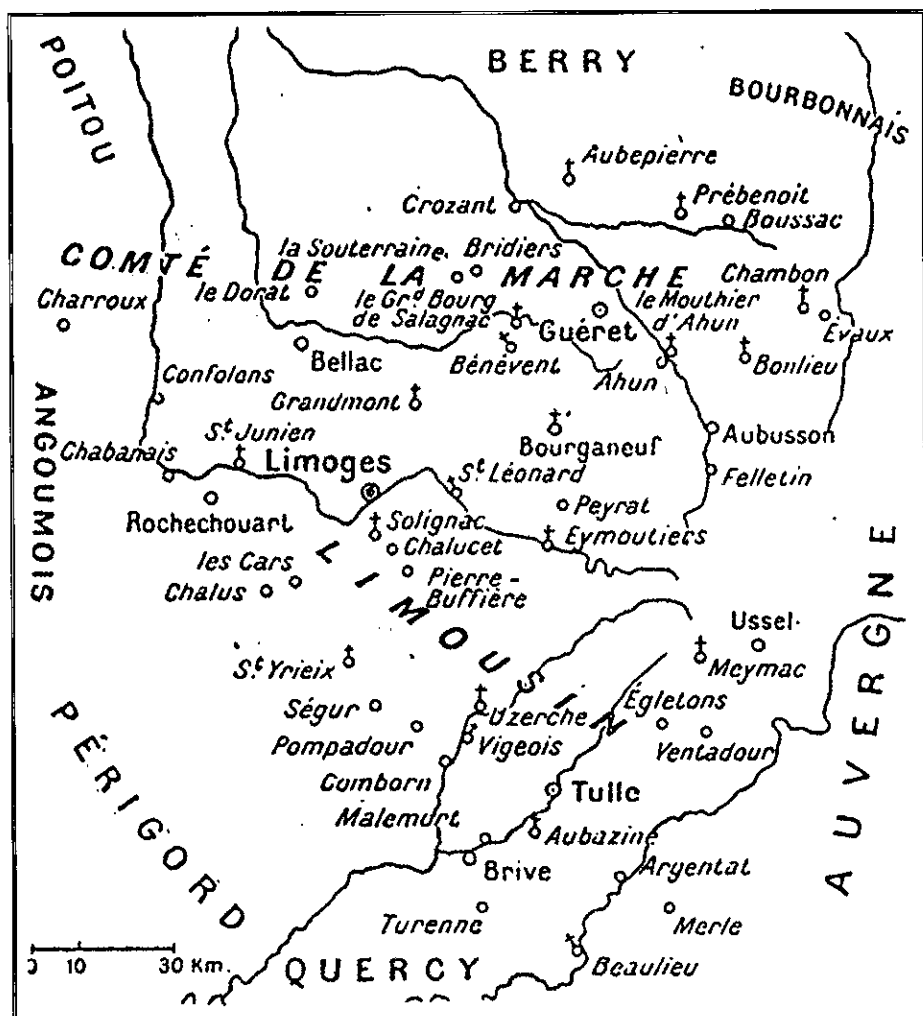 POITOU
BERRY
BOURBONNAIS
Aubepièrre
Prébenoit
Crozant
Boussac
la Souterraine. Bridiers
COMTÉ DE LA MARCHE
Chambon
Charroux
le Dorat
le Grd Bourg
de Salagnac
le Mouthier
d'Ahun
Guéret
Évaux
Bellac
Bénévent
Ahun
Bonlieu
ANGOUMOIS
Confolons
Grandmont
St Junien
Bourganeuf
Aubusson
Chabanais
Limoges
St Léonard
Felletin
Rochechouart
Solignac
Peyrat
Eymoutiers
Chalucet
les Cars
Chalus
Pierre-
Buffière
LIMOUSIN
AUVERGNE
Ussel
St Yrieix
Meymac
Ségur
Uzerche
Égletons
Pompadour
Vigeois
Ventadour
Comborn
Tulle
Malemort
Aubazine
PÉRIGORD
Brive
Argentat
Turenne
Merle
0 10 30 Km.
QUERCY
Beaulieu